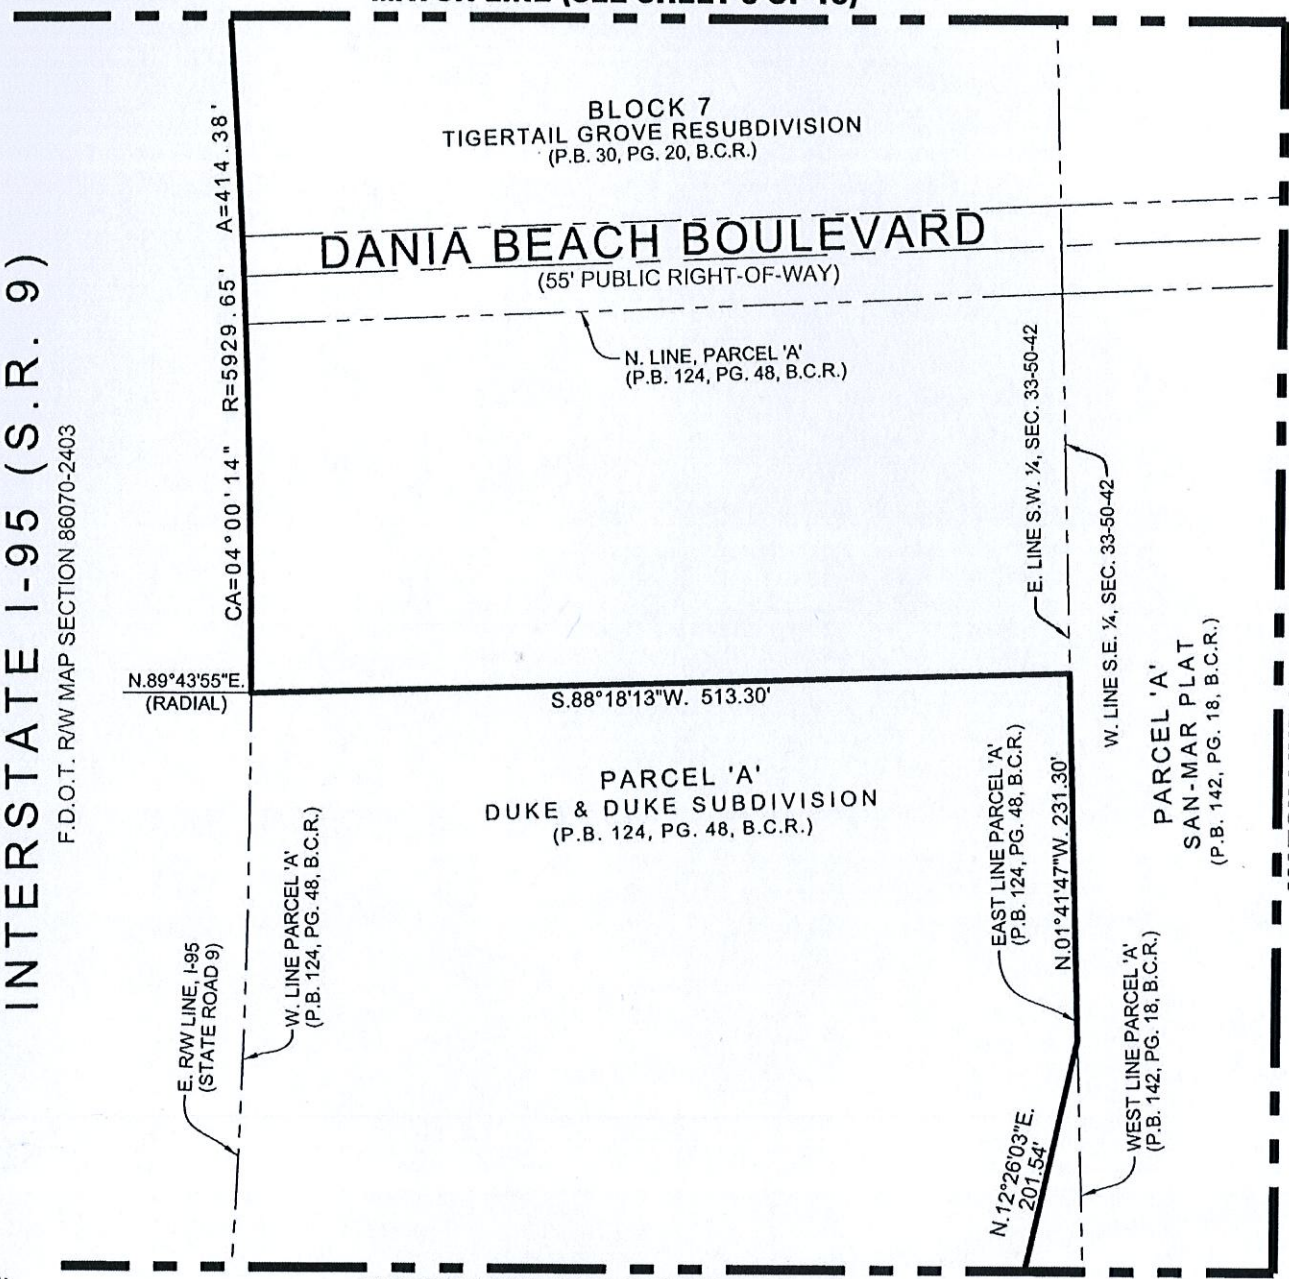 BLOCK 7
TIGERTAIL GROVE RESUBDIVISION
(P.B. 30, PG. 20, B.C.R.)
DANIA BEACH BOULEVARD
(55' PUBLIC RIGHT-OF-WAY)
N. LINE, PARCEL 'A'
(P.B. 124, PG. 48, B.C.R.)
INTERSTATE I-95 (S.R. 9)
F.D.O.T. R/W MAP SECTION 86070-2403
CA=04°00'14" R=5929.65' A=414.38'
E. LINE S.W. ¼, SEC. 33-50-42
W. LINE S.E. ¼, SEC. 33-50-42
N.89°43'55"E.
(RADIAL)
S.88°18'13"W. 513.30'
PARCEL 'A'
DUKE & DUKE SUBDIVISION
(P.B. 124, PG. 48, B.C.R.)
PARCEL 'A'
SAN-MAR PLAT
(P.B. 142, PG. 18, B.C.R.)
EAST LINE PARCEL 'A'
(P.B. 124, PG. 48, B.C.R.)
N.01°41'47"W. 231.30'
W. LINE PARCEL 'A'
(P.B. 124, PG. 48, B.C.R.)
E. R/W LINE, I-95
(STATE ROAD 9)
WEST LINE PARCEL 'A'
(P.B. 142, PG. 18, B.C.R.)
N.12°26'03"E.
201.54'